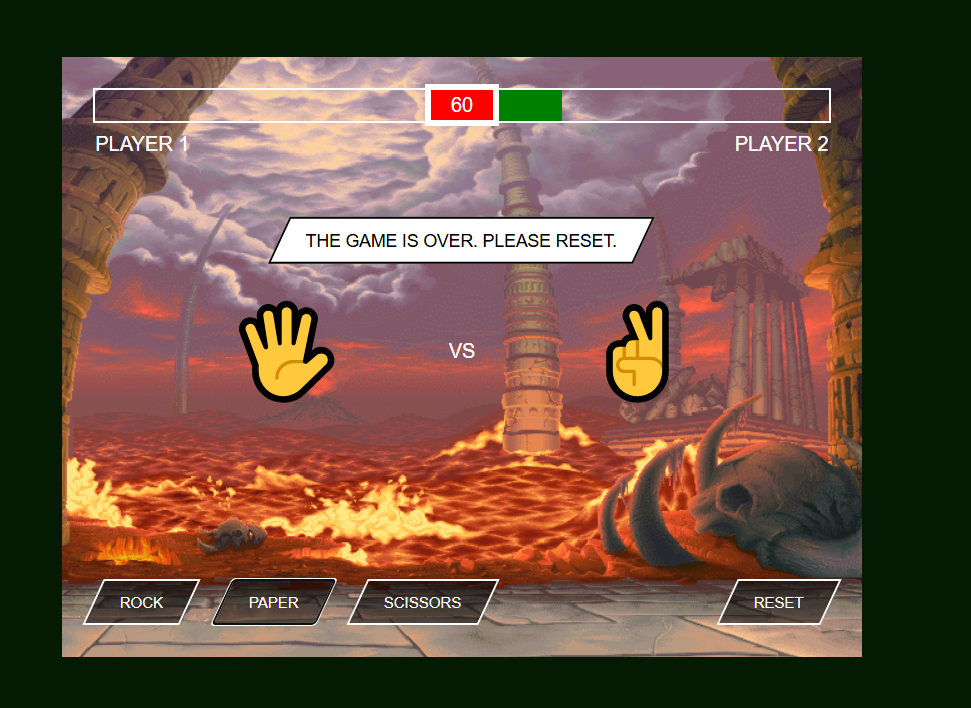 60
PLAYER 1
PLAYER 2
THE GAME IS OVER. PLEASE RESET.
VS
ROCK
PAPER
SCISSORS
RESET